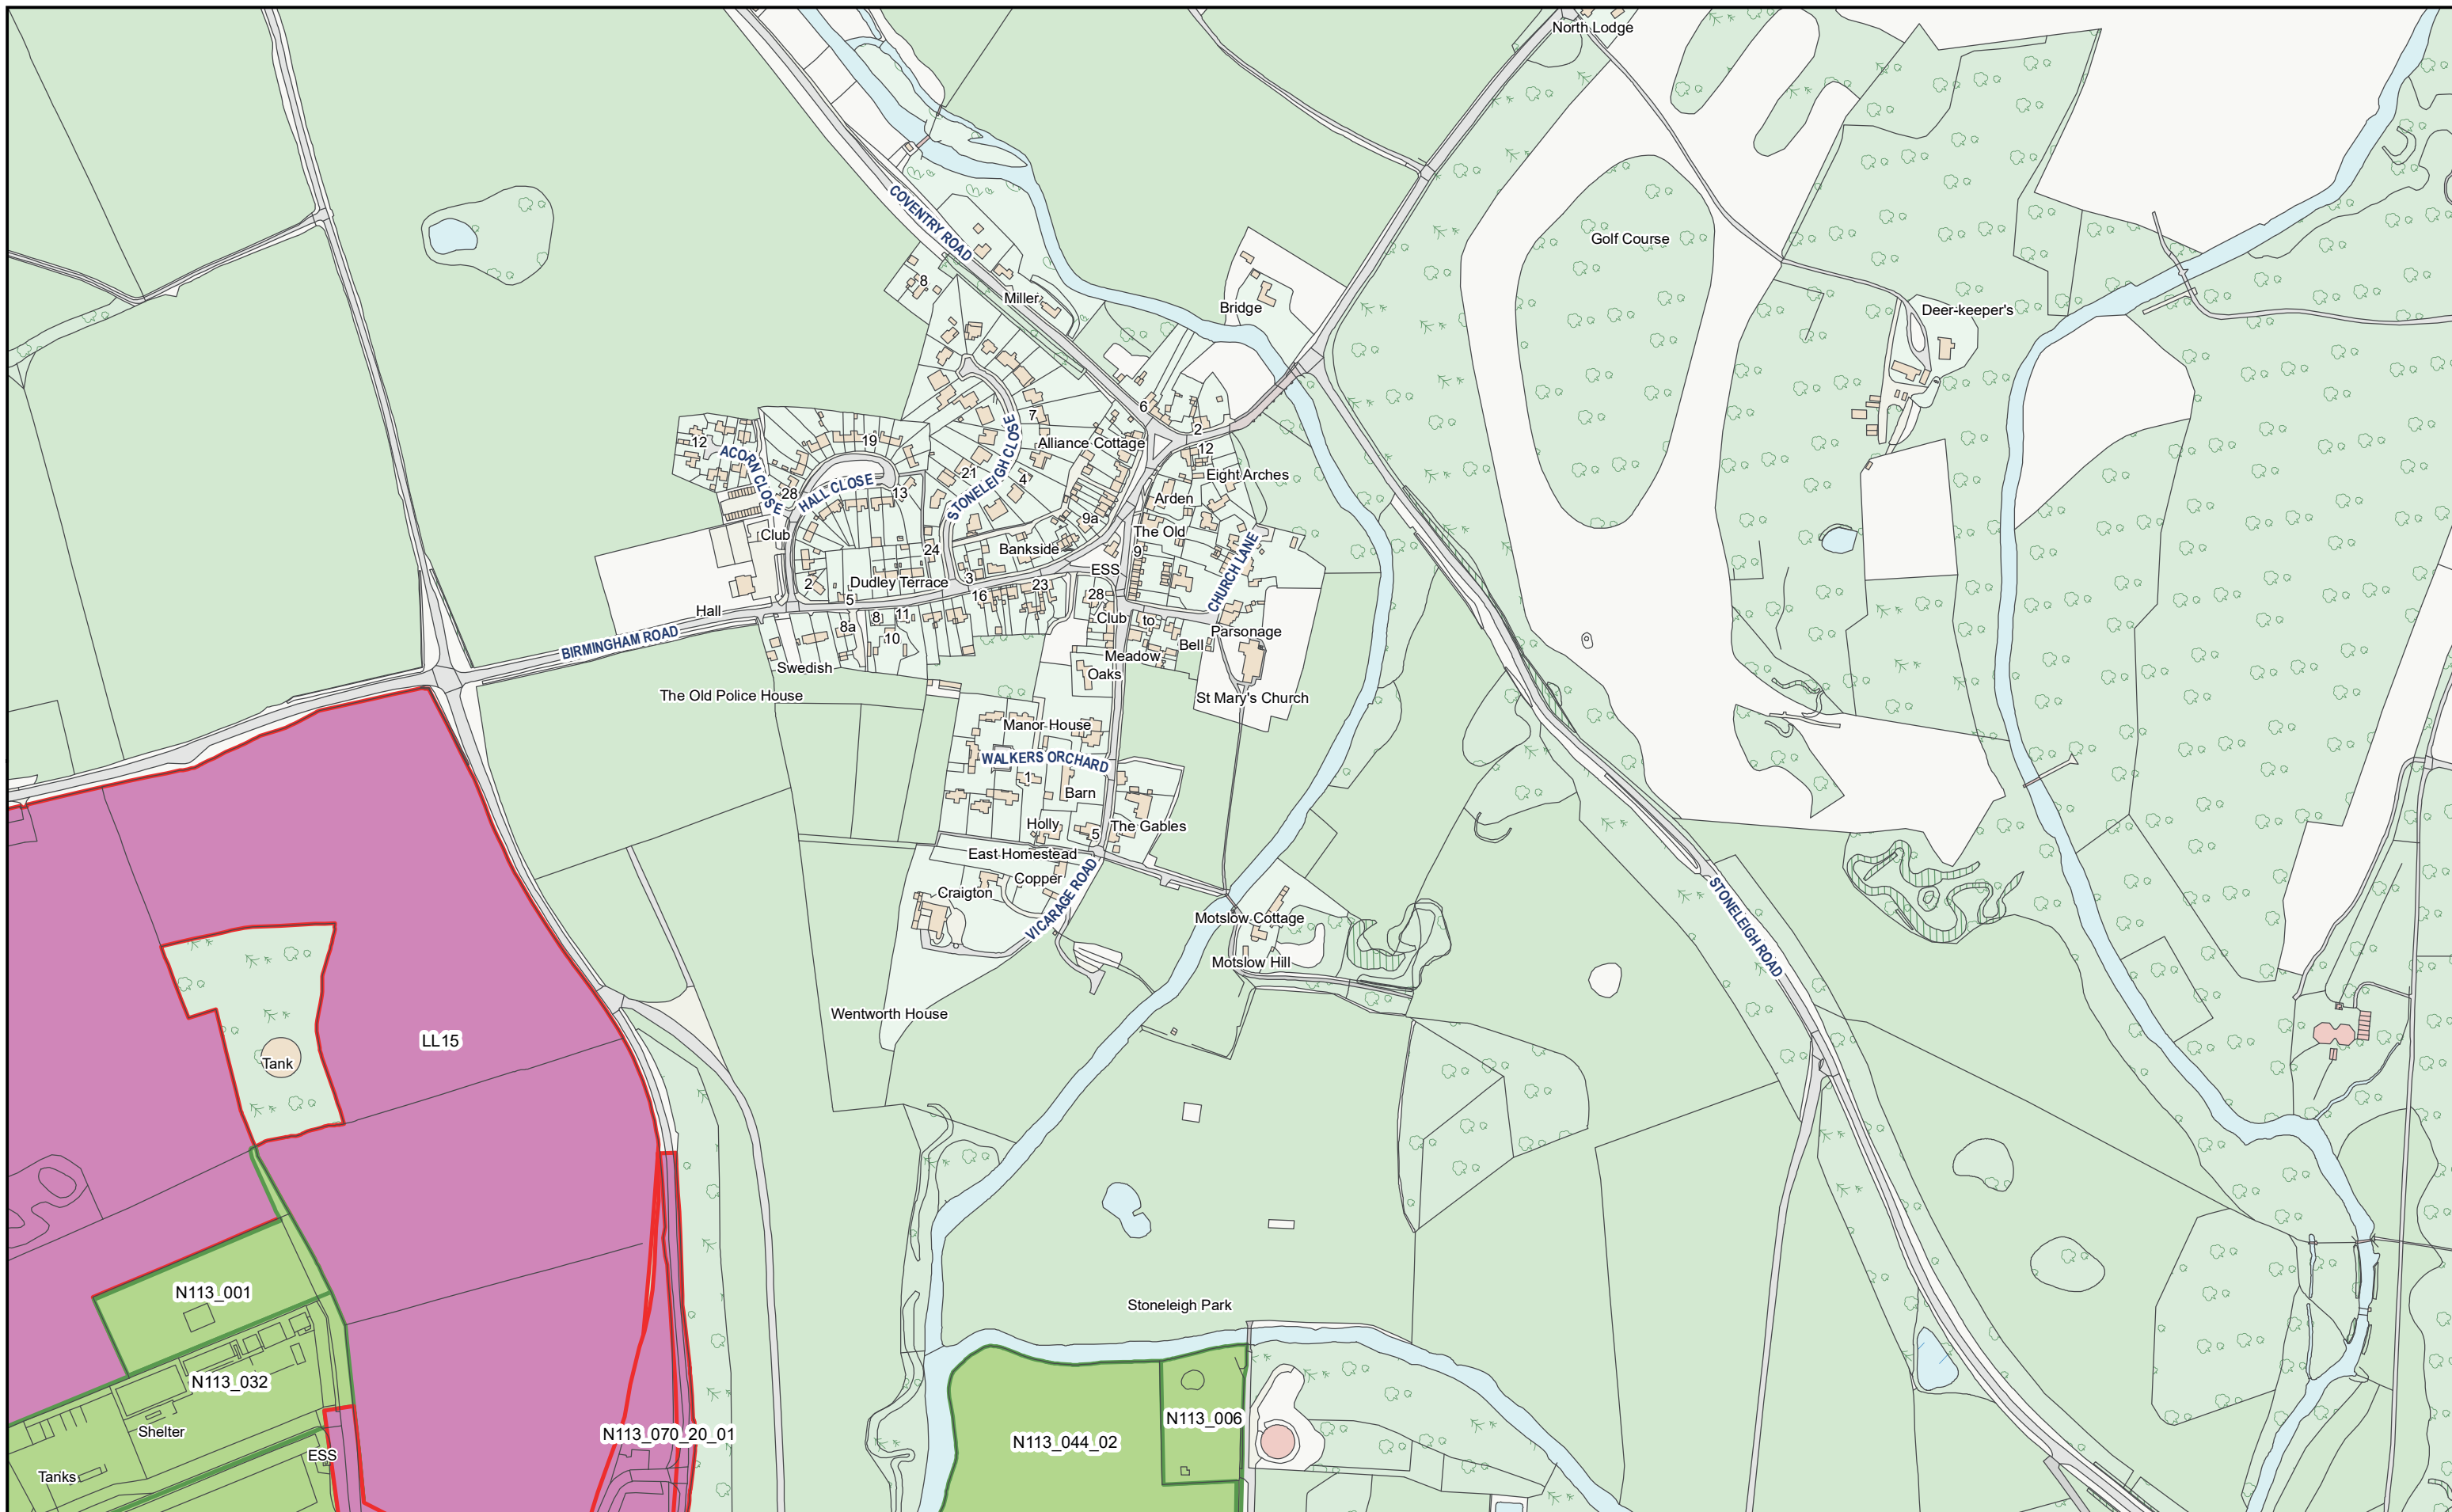 North Lodge
COVENTRY ROAD
Golf Course
8
Miller
Bridge
Deer-keeper's
6
7
2
12
19
Alliance Cottage
12
ACORN CLOSE
STONELEIGH CLOSE
21
4
Eight Arches
28
HALL CLOSE
13
Arden
9a
The Old
Club
24
Bankside
9
CHURCH LANE
ESS
2
Dudley Terrace
3
23
5
16
28
Hall
8
11
Club
to
8a
10
Parsonage
BIRMINGHAM ROAD
Bell
Meadow
Swedish
Oaks
The Old Police House
St Mary's Church
Manor House
WALKERS ORCHARD
1
Barn
Holly
5
The Gables
East Homestead
Copper
Craigton
VICARAGE ROAD
Motslow Cottage
STONELEIGH ROAD
Motslow Hill
Wentworth House
LL15
Tank
N113_001
Stoneleigh Park
N113_032
N113_006
Shelter
N113_070_20_01
N113_044_02
ESS
Tanks